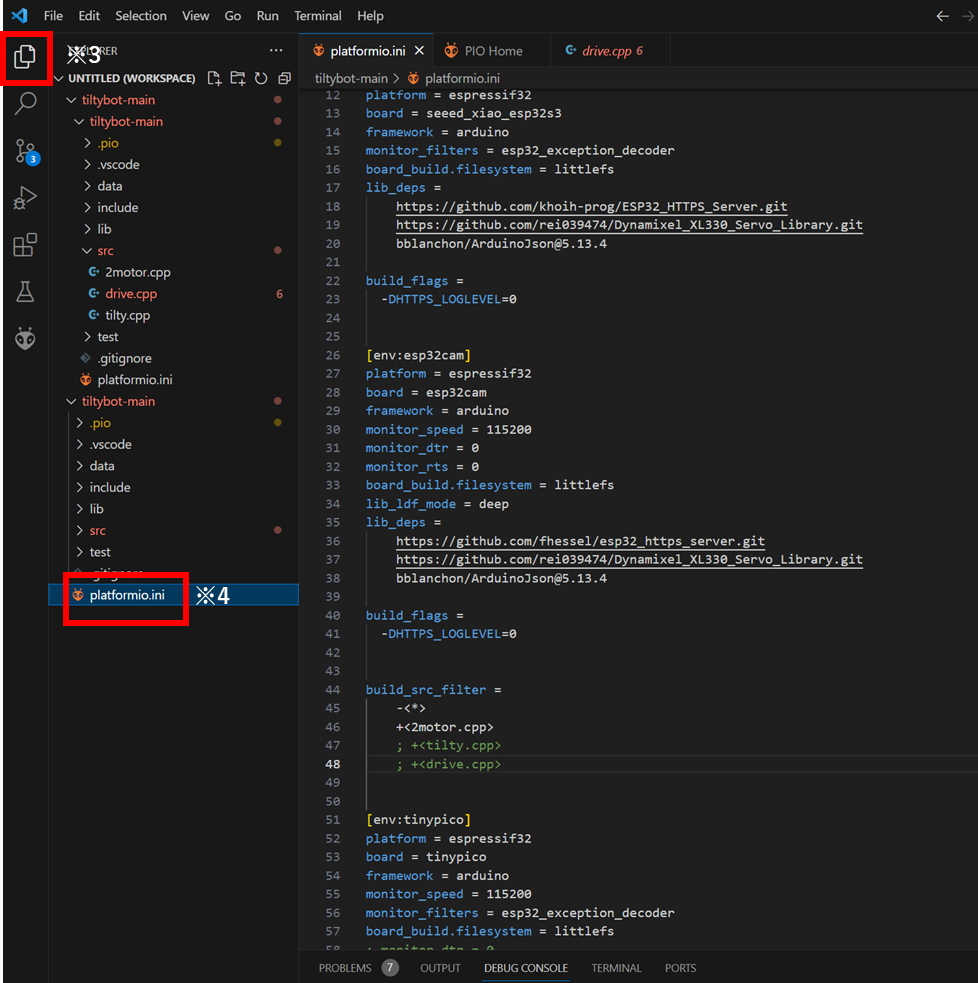 File Edit Selection View Go Run Terminal Help
※3
UNTITLED (WORKSPACE)
tiltybot-main
tiltybot-main
.pio
.vscode
data
include
lib
src
2motor.cpp
drive.cpp 6
tilty.cpp
test
.gitignore
platformio.ini
tiltybot-main
.pio
.vscode
data
include
lib
src
test
.gitignore
platformio.ini
※4
3
platformio.ini PIO Home drive.cpp 6
tiltybot-main > platformio.ini
12 platform = espressif32
13 board = seeed_xiao_esp32s3
14 framework = arduino
15 monitor_filters = esp32_exception_decoder
16 board_build.filesystem = littlefs
17 lib_deps =
18 https://github.com/khoih-prog/ESP32_HTTPS_Server.git
19 https://github.com/rei039474/Dynamixel_XL330_Servo_Library.git
20 bblanchon/ArduinoJson@5.13.4
21
22 build_flags =
23 -DHTTPS_LOGLEVEL=0
24
25
26 [env:esp32cam]
27 platform = espressif32
28 board = esp32cam
29 framework = arduino
30 monitor_speed = 115200
31 monitor_dtr = 0
32 monitor_rts = 0
33 board_build.filesystem = littlefs
34 lib_ldf_mode = deep
35 lib_deps =
36 https://github.com/fhessel/esp32_https_server.git
37 https://github.com/rei039474/Dynamixel_XL330_Servo_Library.git
38 bblanchon/ArduinoJson@5.13.4
39
40 build_flags =
41 -DHTTPS_LOGLEVEL=0
42
43
44 build_src_filter =
45 -<*>
46 +<2motor.cpp>
47 ; +<tilty.cpp>
48 ; +<drive.cpp>
49
50
51 [env:tinypico]
52 platform = espressif32
53 board = tinypico
54 framework = arduino
55 monitor_speed = 115200
56 monitor_filters = esp32_exception_decoder
57 board_build.filesystem = littlefs
58 ; monitor_dtr = 0
PROBLEMS 7 OUTPUT DEBUG CONSOLE TERMINAL PORTS